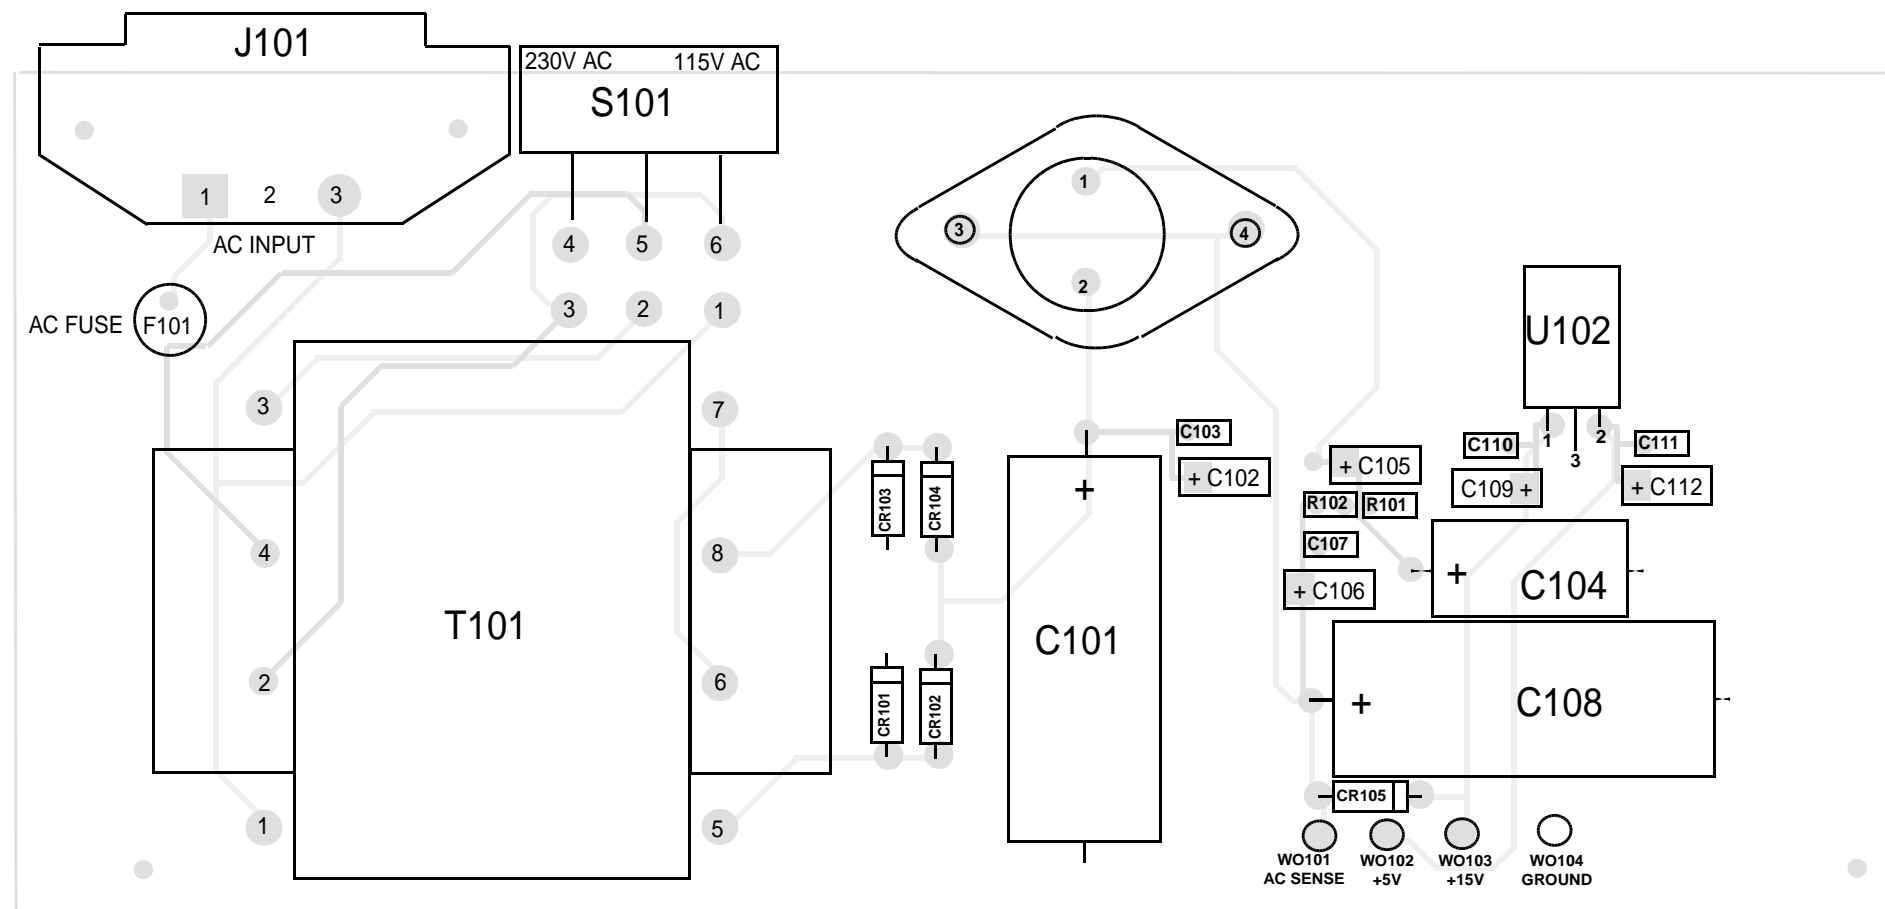 J101
230V AC 115V AC
S101
1 2 3
AC INPUT
4 5 6
3 2 1
AC FUSE
F101
3
4
2
1
T101
7
8
6
5
CR103
CR104
CR101
CR102
1
3
4
2
+
C101
C103
+ C102
+ C105
R102
R101
C107
+ C106
U102
1
2
3
C110
C111
C109 +
+ C112
+ C104
+ C108
CR105
WO101
AC SENSE
WO102
+5V
WO103
+15V
WO104
GROUND